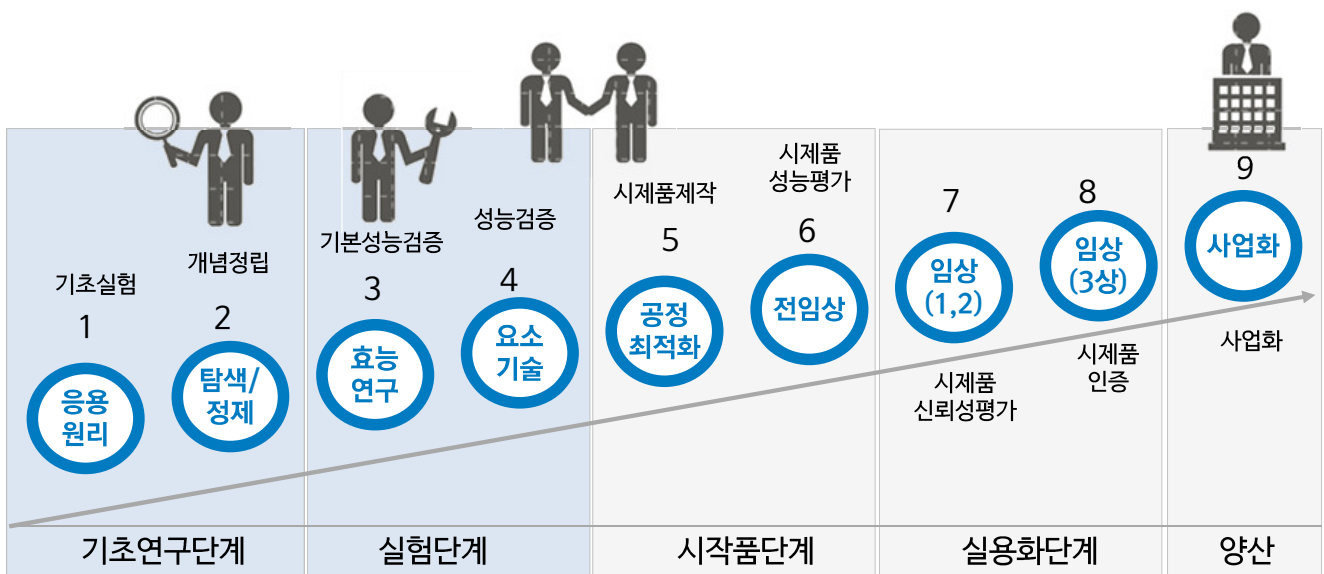 기초실험
1
응용
원리
개념정립
2
탐색/
정제
기본성능검증
3
효능
연구
성능검증
4
요소
기술
시제품제작
5
공정
최적화
시제품
성능평가
6
전임상
7
임상
(1,2)
시제품
신뢰성평가
8
임상
(3상)
시제품
인증
9
사업화
사업화
기초연구단계
실험단계
시작품단계
실용화단계
양산